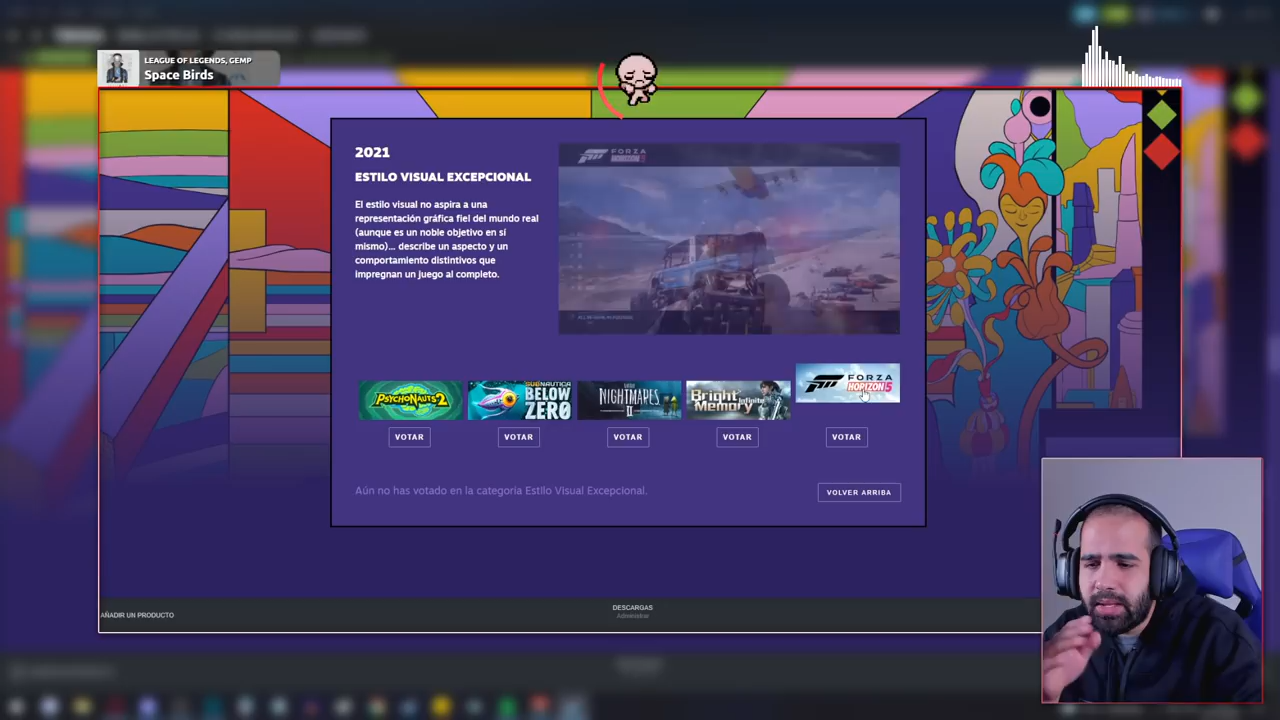 LEAGUE OF LEGENDS, GEMP
Space Birds
2021
ESTILO VISUAL EXCEPCIONAL
El estilo visual no aspira a una
representación gráfica fiel del mundo real
(aunque es un noble objetivo en sí
mismo)... describe un aspecto y un
comportamiento distintivos que
impregnan un juego al completo.
FORZA
HORIZON 5
PSYCHONAUTS 2
SUBNAUTICA
BELOW
ZERO
LITTLE
NIGHTMARES
II
Bright
Memory
Infinite
FORZA
HORIZON 5
VOTAR
VOTAR
VOTAR
VOTAR
VOTAR
Aún no has votado en la categoría Estilo Visual Excepcional.
VOLVER ARRIBA
AÑADIR UN PRODUCTO
DESCARGAS
Administrar